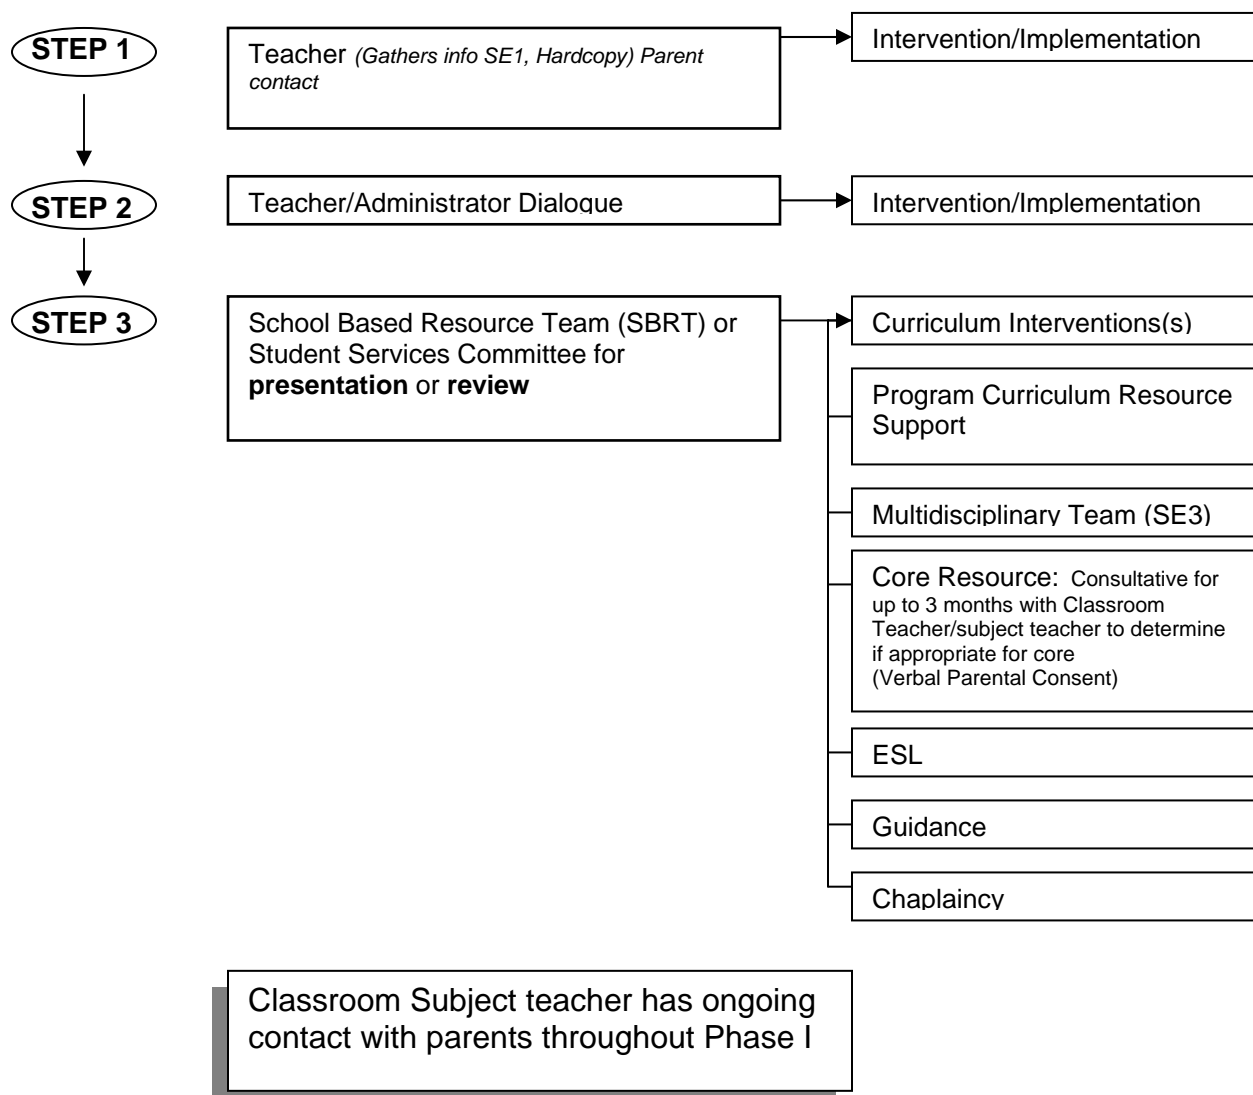 STEP 1
Teacher (Gathers info SE1, Hardcopy) Parent
contact
Intervention/Implementation
STEP 2
Teacher/Administrator Dialogue
Intervention/Implementation
STEP 3
School Based Resource Team (SBRT) or
Student Services Committee for
presentation or review
Curriculum Interventions(s)
Program Curriculum Resource
Support
Multidisciplinary Team (SE3)
Core Resource: Consultative for
up to 3 months with Classroom
Teacher/subject teacher to determine
if appropriate for core
(Verbal Parental Consent)
ESL
Guidance
Chaplaincy
Classroom Subject teacher has ongoing
contact with parents throughout Phase I